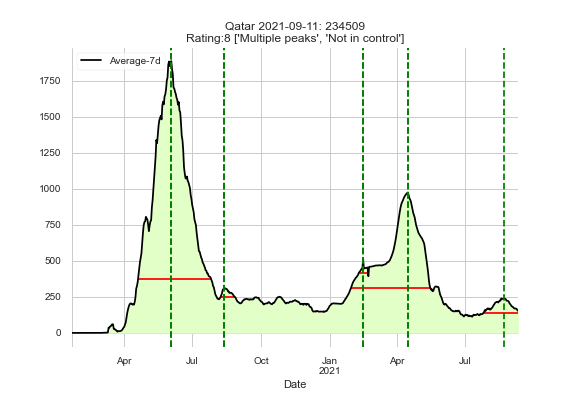 Qatar 2021-09-11: 234509
Rating:8 ['Multiple peaks', 'Not in control']
Average-7d
1750
1500
1250
1000
750
500
250
0
Apr Jul Oct Jan Apr Jul
2021
Date